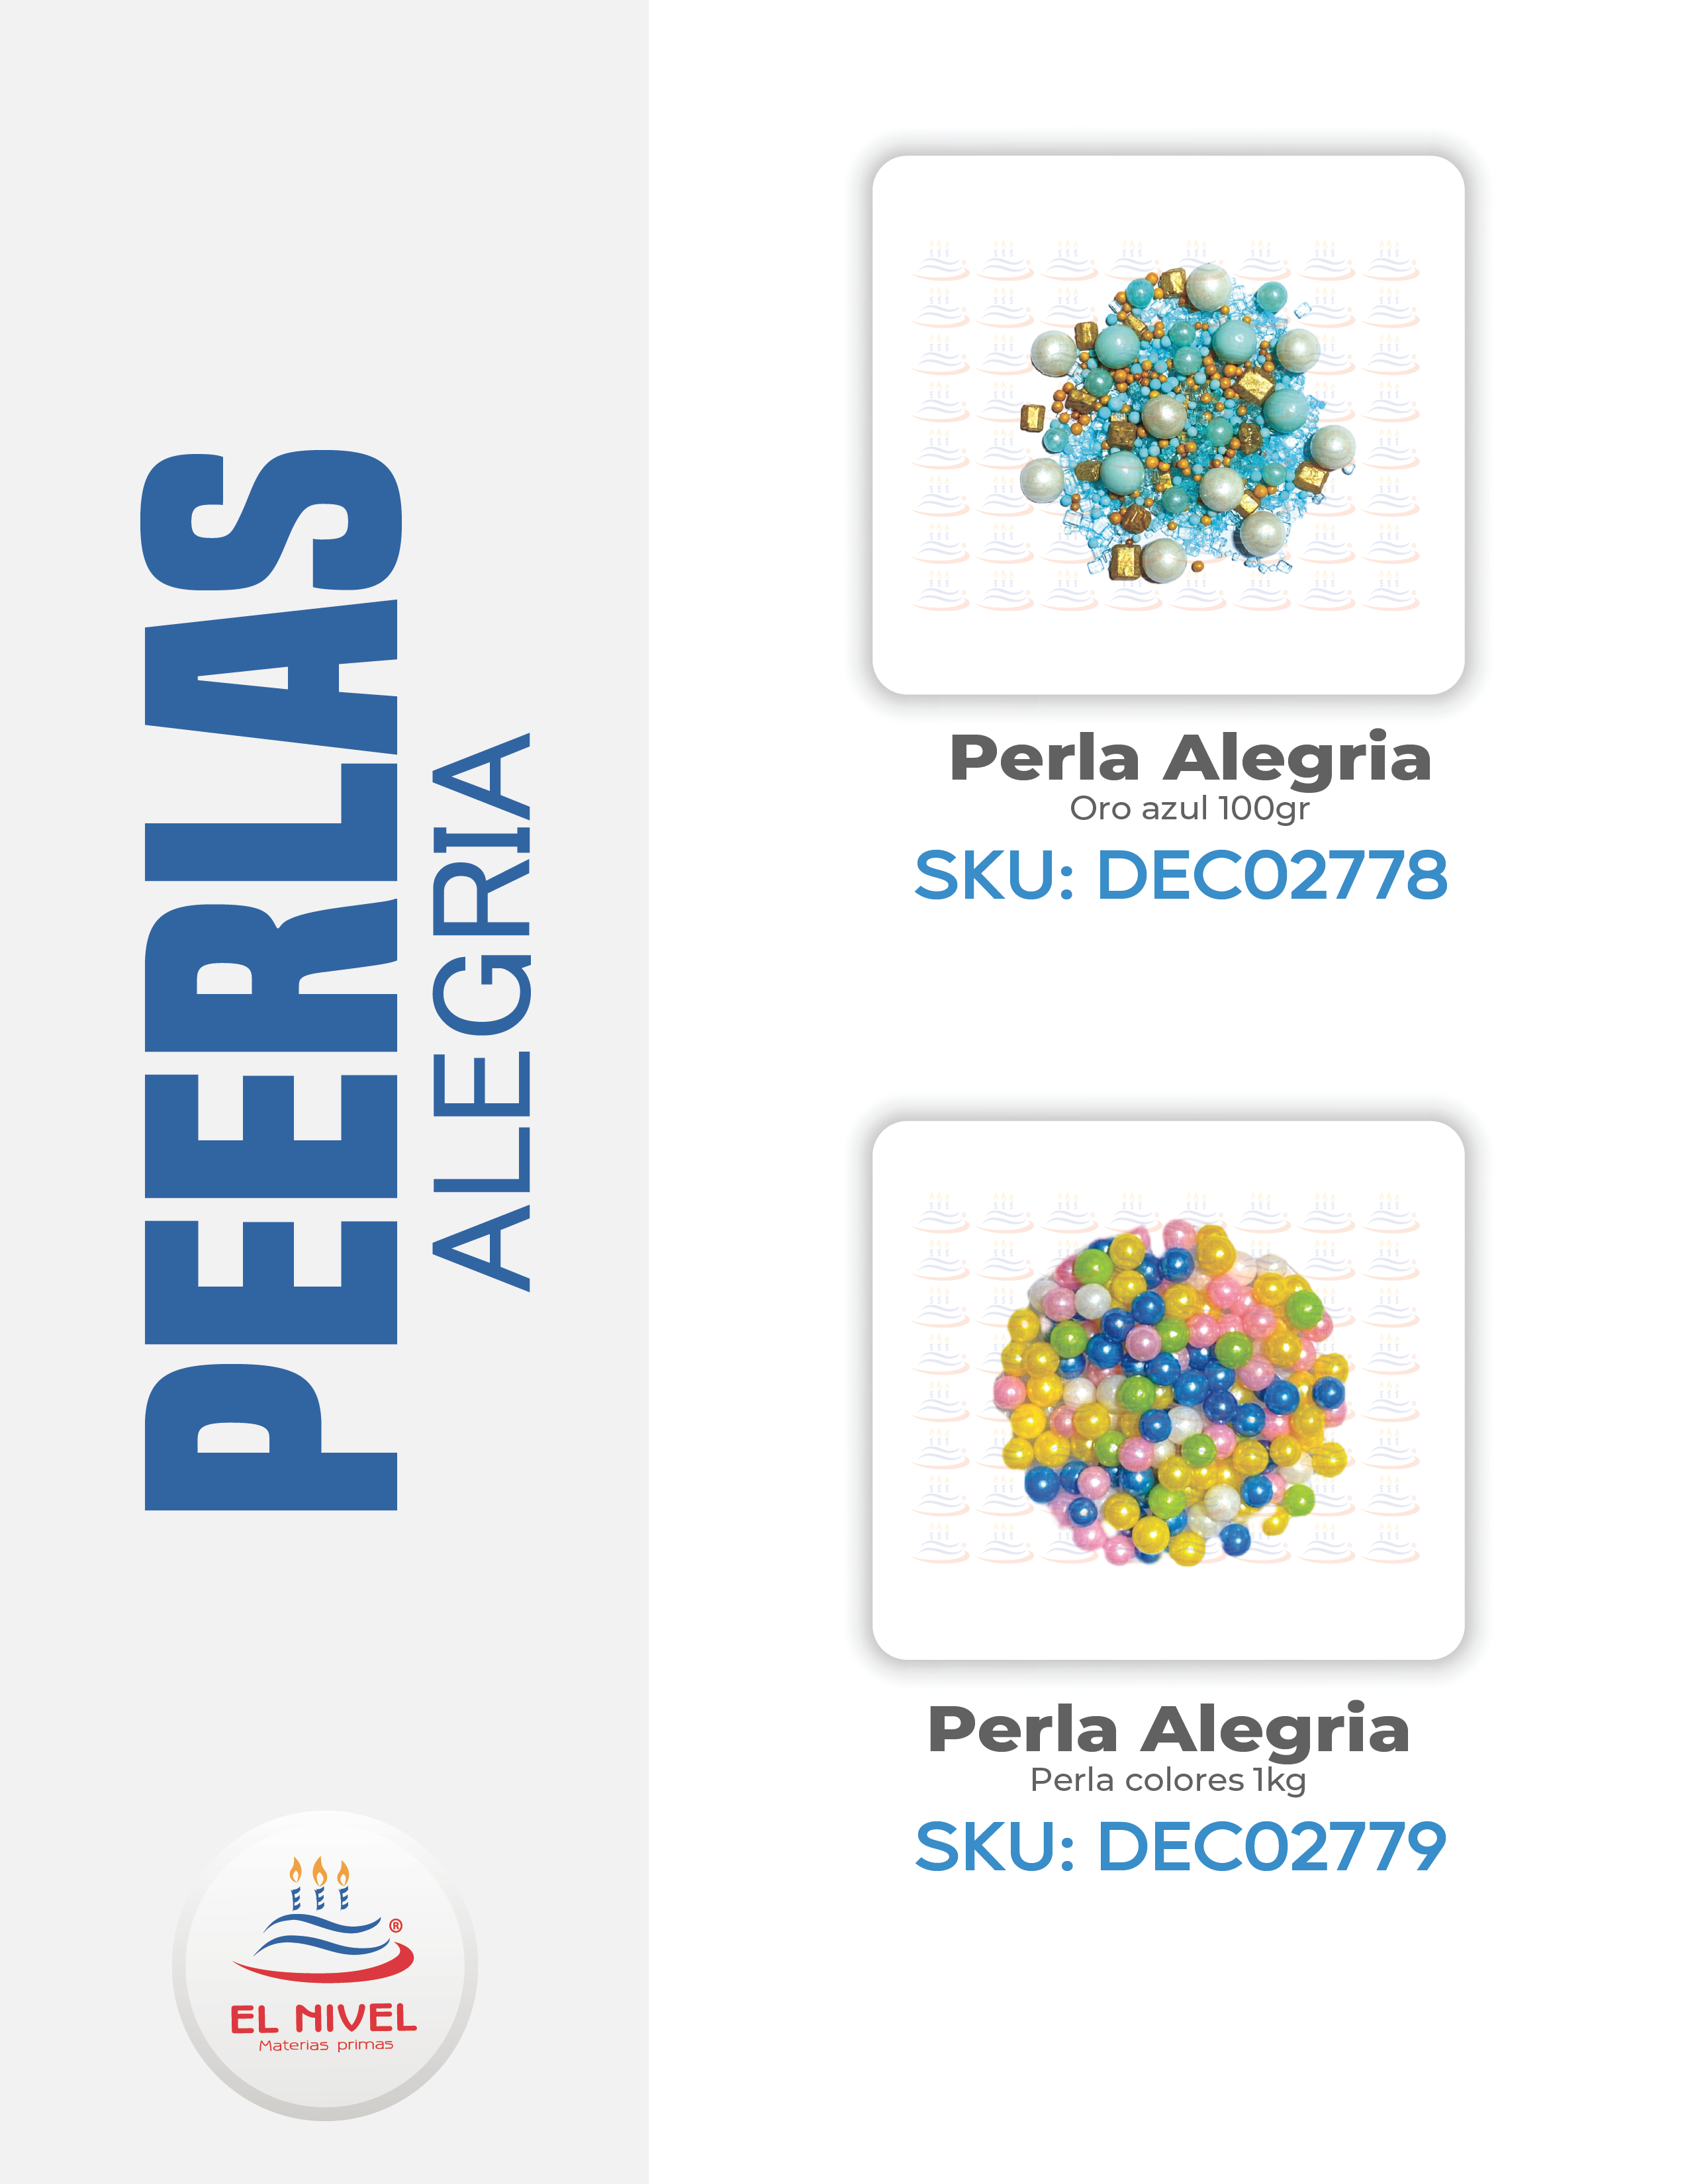 PEERLAS
ALEGRIA
Perla Alegria
Oro azul 100gr
SKU: DEC02778
Perla Alegria
Perla colores 1kg
SKU: DEC02779
®
EL NIVEL
Materias primas